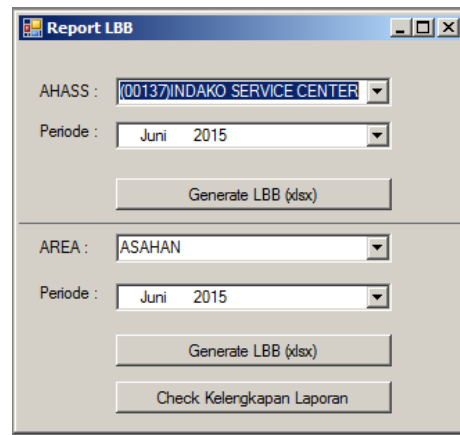 Report LBB
AHASS : (00137)INDAKO SERVICE CENTER
Periode : Juni 2015
Generate LBB (xlsx)
AREA : ASAHAN
Periode : Juni 2015
Generate LBB (xlsx)
Check Kelengkapan Laporan